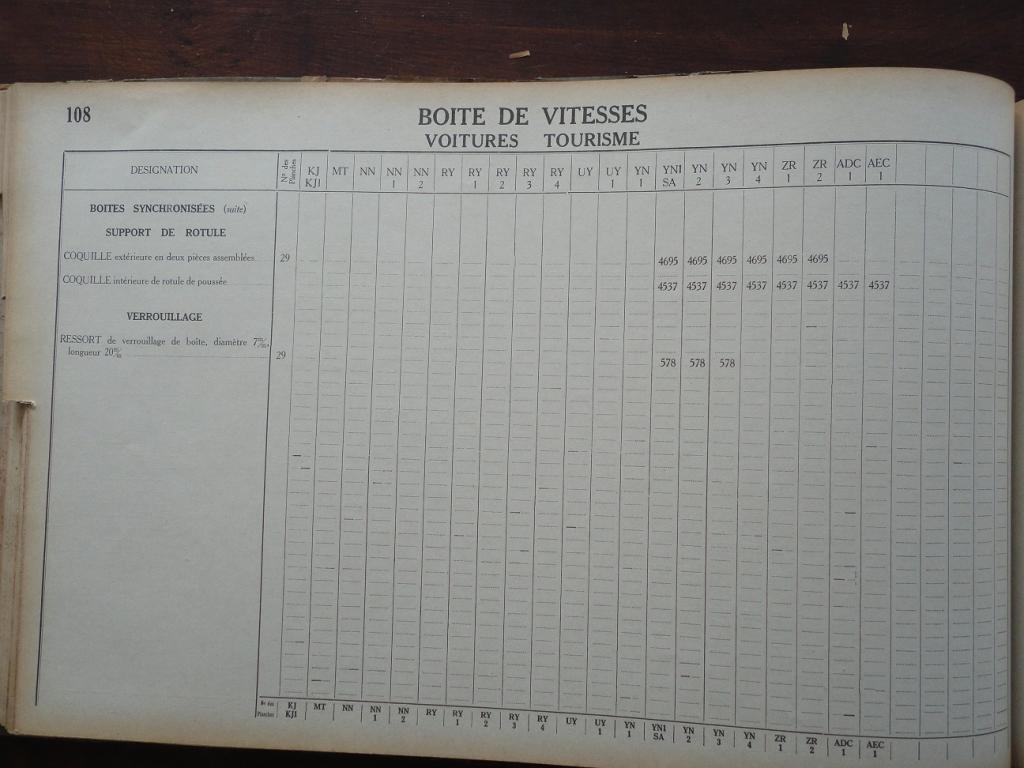 108
BOITE DE VITESSES
VOITURES TOURISME
DESIGNATION Nos des Planches KJ KJ1 MT NN NN 1 NN 2 RY RY 1 RY 2 RY 3 RY 4 UY UY 1 YN 1 YN1 SA YN 2 YN 3 YN 4 ZR 1 ZR 2 ADC 1 AEC 1
BOITES SYNCHRONISÉES (suite)
SUPPORT DE ROTULE
COQUILLE extérieure en deux pièces assemblées 29 4695 4695 4695 4695 4695 4695
COQUILLE intérieure de rotule de poussée 4537 4537 4537 4537 4537 4537 4537 4537
VERROUILLAGE
RESSORT de verrouillage de boîte, diamètre 7m/m,
longueur 20m/m 29 578 578 578
Nos des Planches KJ KJ1 MT NN NN 1 NN 2 RY RY 1 RY 2 RY 3 RY 4 UY UY 1 YN 1 YN1 SA YN 2 YN 3 YN 4 ZR 1 ZR 2 ADC 1 AEC 1